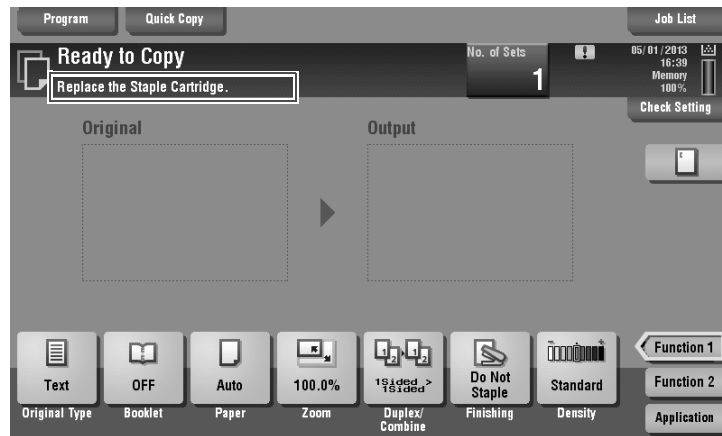 Program
Quick Copy
Job List
Ready to Copy
Replace the Staple Cartridge.
No. of Sets
1
05/01/2013
16:39
Memory
100%
Check Setting
Original
Output
Text
OFF
Auto
100.0%
1Sided >
1Sided
Do Not
Staple
Standard
Original Type
Booklet
Paper
Zoom
Duplex/
Combine
Finishing
Density
Function 1
Function 2
Application